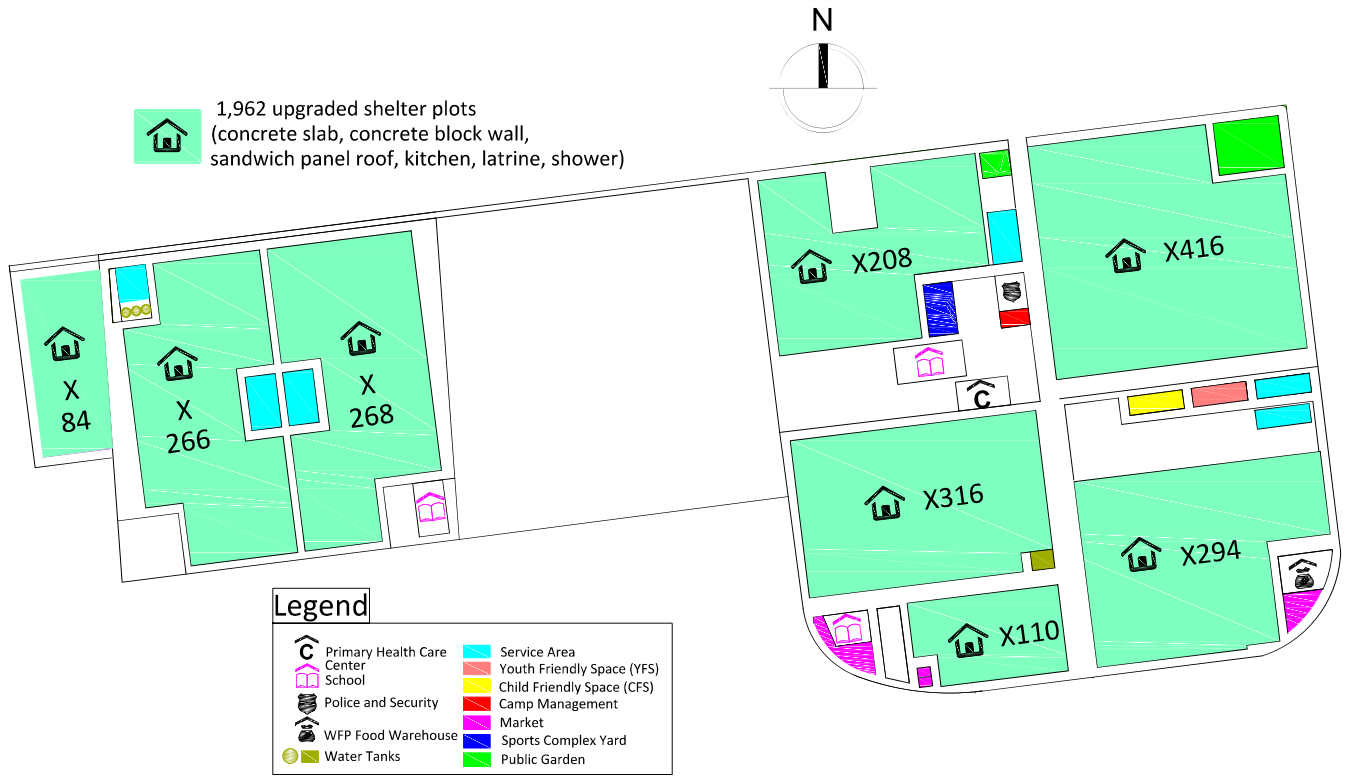 N
1,962 upgraded shelter plots
(concrete slab, concrete block wall,
sandwich panel roof, kitchen, latrine, shower)
X416
X208
X
84
X
266
X
268
C
X316
X294
X110
Legend
C Primary Health Care
Center
School
Police and Security
WFP Food Warehouse
Water Tanks
Service Area
Youth Friendly Space (YFS)
Child Friendly Space (CFS)
Camp Management
Market
Sports Complex Yard
Public Garden